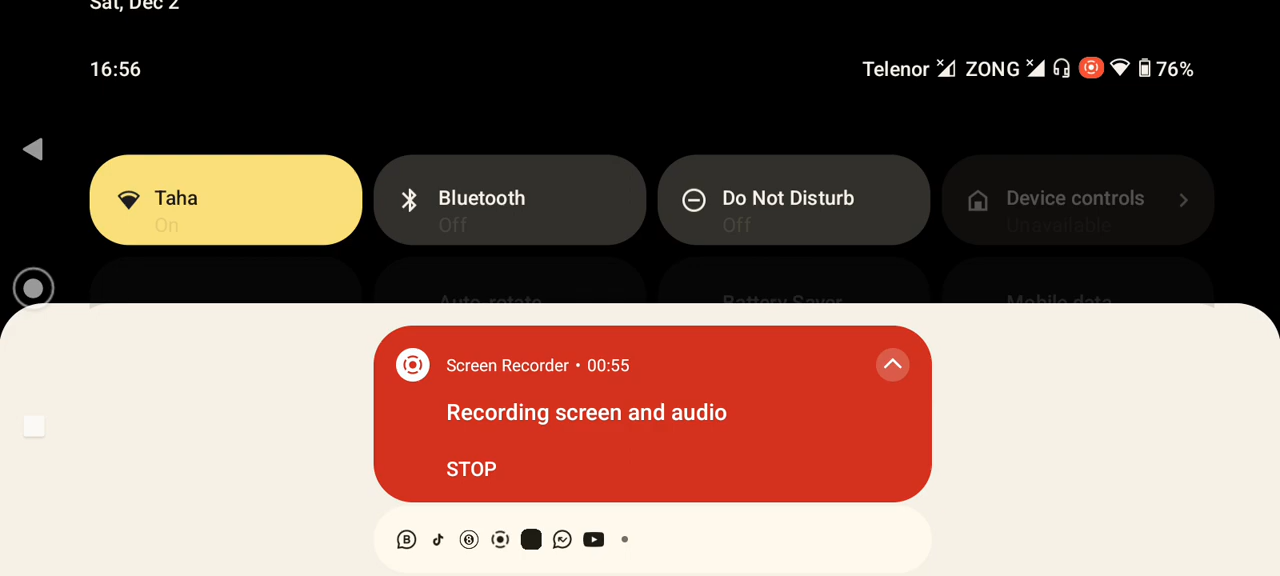 Sat, Dec 2
16:56
Telenor ZONG 76%
Taha
On
Bluetooth
Off
Do Not Disturb
Off
Device controls
Unavailable
Auto-rotate
Battery Saver
Mobile data
Screen Recorder • 00:55
Recording screen and audio
STOP